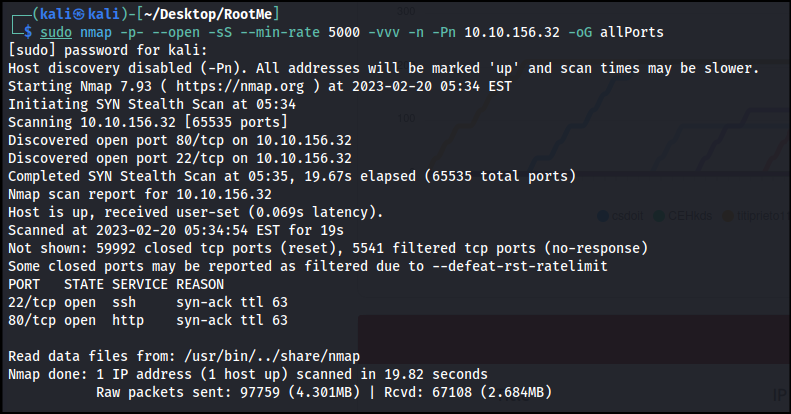 ┌──(kali㉿kali)-[~/Desktop/RootMe]
└─$ sudo nmap -p- --open -sS --min-rate 5000 -vvv -n -Pn 10.10.156.32 -oG allPorts
[sudo] password for kali:
Host discovery disabled (-Pn). All addresses will be marked 'up' and scan times may be slower.
Starting Nmap 7.93 ( https://nmap.org ) at 2023-02-20 05:34 EST
Initiating SYN Stealth Scan at 05:34
Scanning 10.10.156.32 [65535 ports]
Discovered open port 80/tcp on 10.10.156.32
Discovered open port 22/tcp on 10.10.156.32
Completed SYN Stealth Scan at 05:35, 19.67s elapsed (65535 total ports)
Nmap scan report for 10.10.156.32
Host is up, received user-set (0.069s latency).
Scanned at 2023-02-20 05:34:54 EST for 19s
Not shown: 59992 closed tcp ports (reset), 5541 filtered tcp ports (no-response)
Some closed ports may be reported as filtered due to --defeat-rst-ratelimit
PORT   STATE SERVICE REASON
22/tcp open  ssh     syn-ack ttl 63
80/tcp open  http    syn-ack ttl 63
Read data files from: /usr/bin/../share/nmap
Nmap done: 1 IP address (1 host up) scanned in 19.82 seconds
Raw packets sent: 97759 (4.301MB) | Rcvd: 67108 (2.684MB)